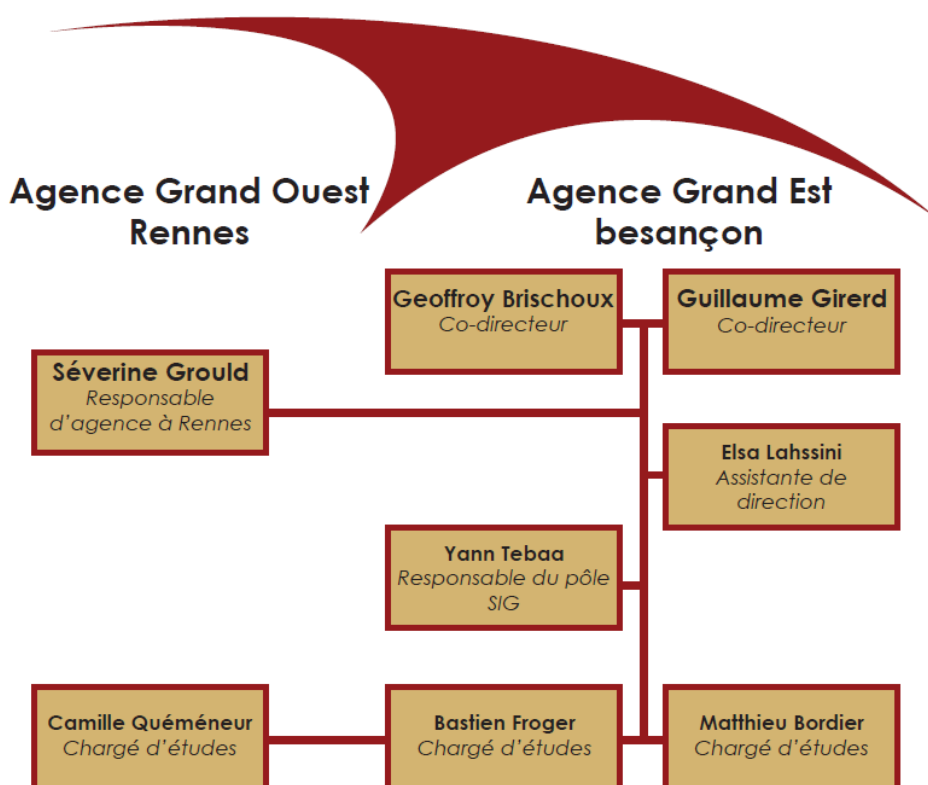 Agence Grand Ouest
Rennes
Agence Grand Est
besançon
Geoffroy Brischoux
Co-directeur
Guillaume Girerd
Co-directeur
Séverine Grould
Responsable
d'agence à Rennes
Elsa Lahssini
Assistante de
direction
Yann Tebaa
Responsable du pôle
SIG
Camille Quéméneur
Chargé d'études
Bastien Froger
Chargé d'études
Matthieu Bordier
Chargé d'études